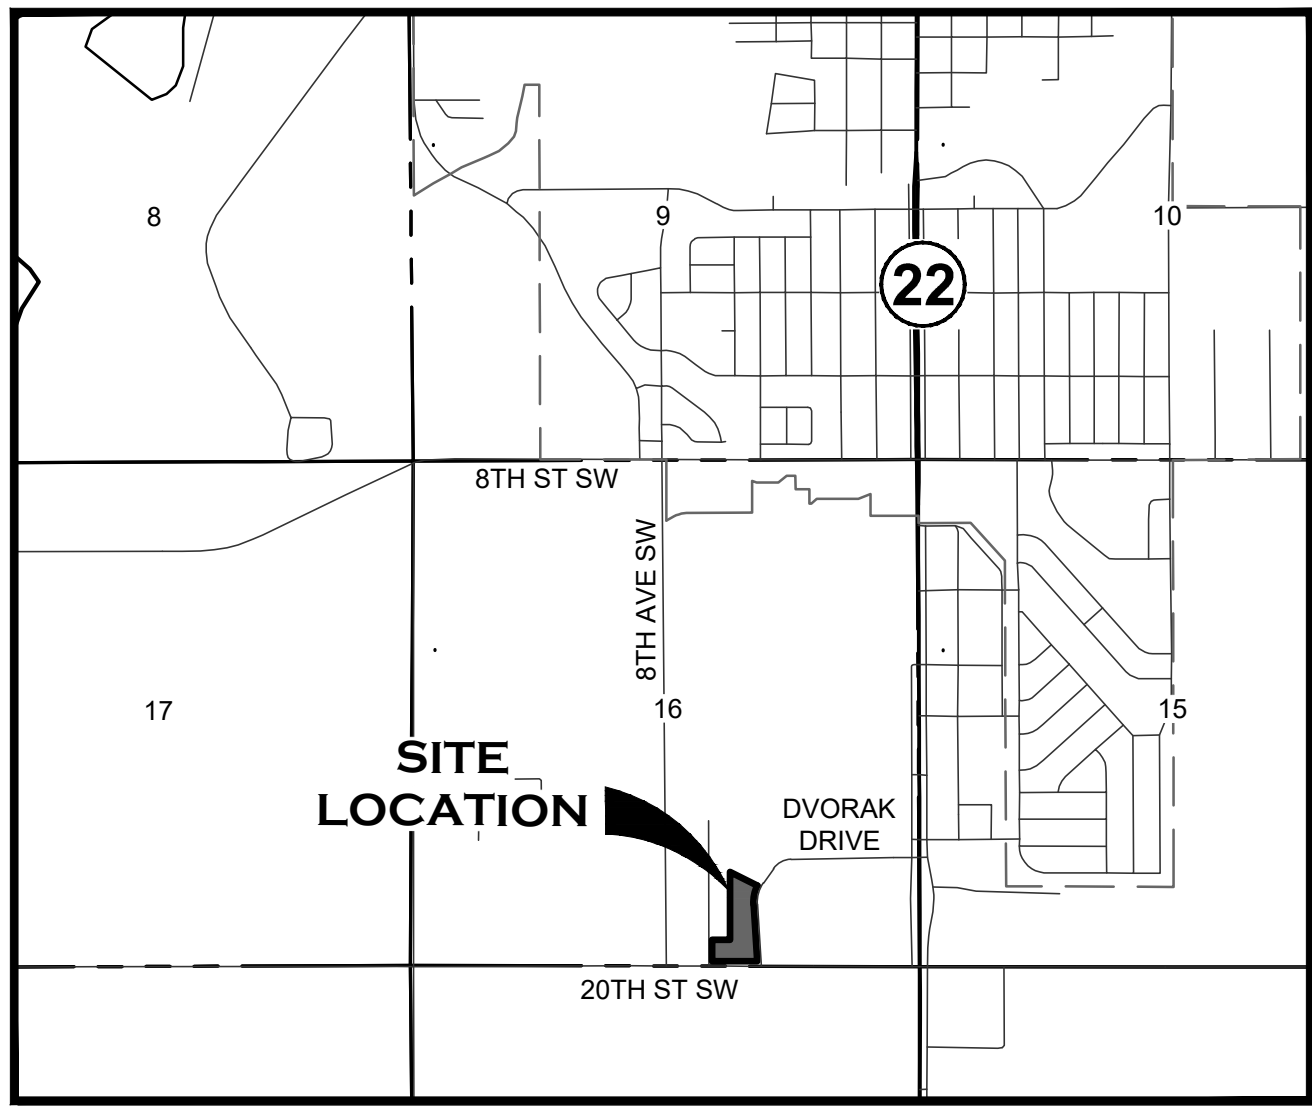 8
9
10
22
8TH ST SW
8TH AVE SW
17
16
15
SITE
LOCATION
DVORAK
DRIVE
20TH ST SW